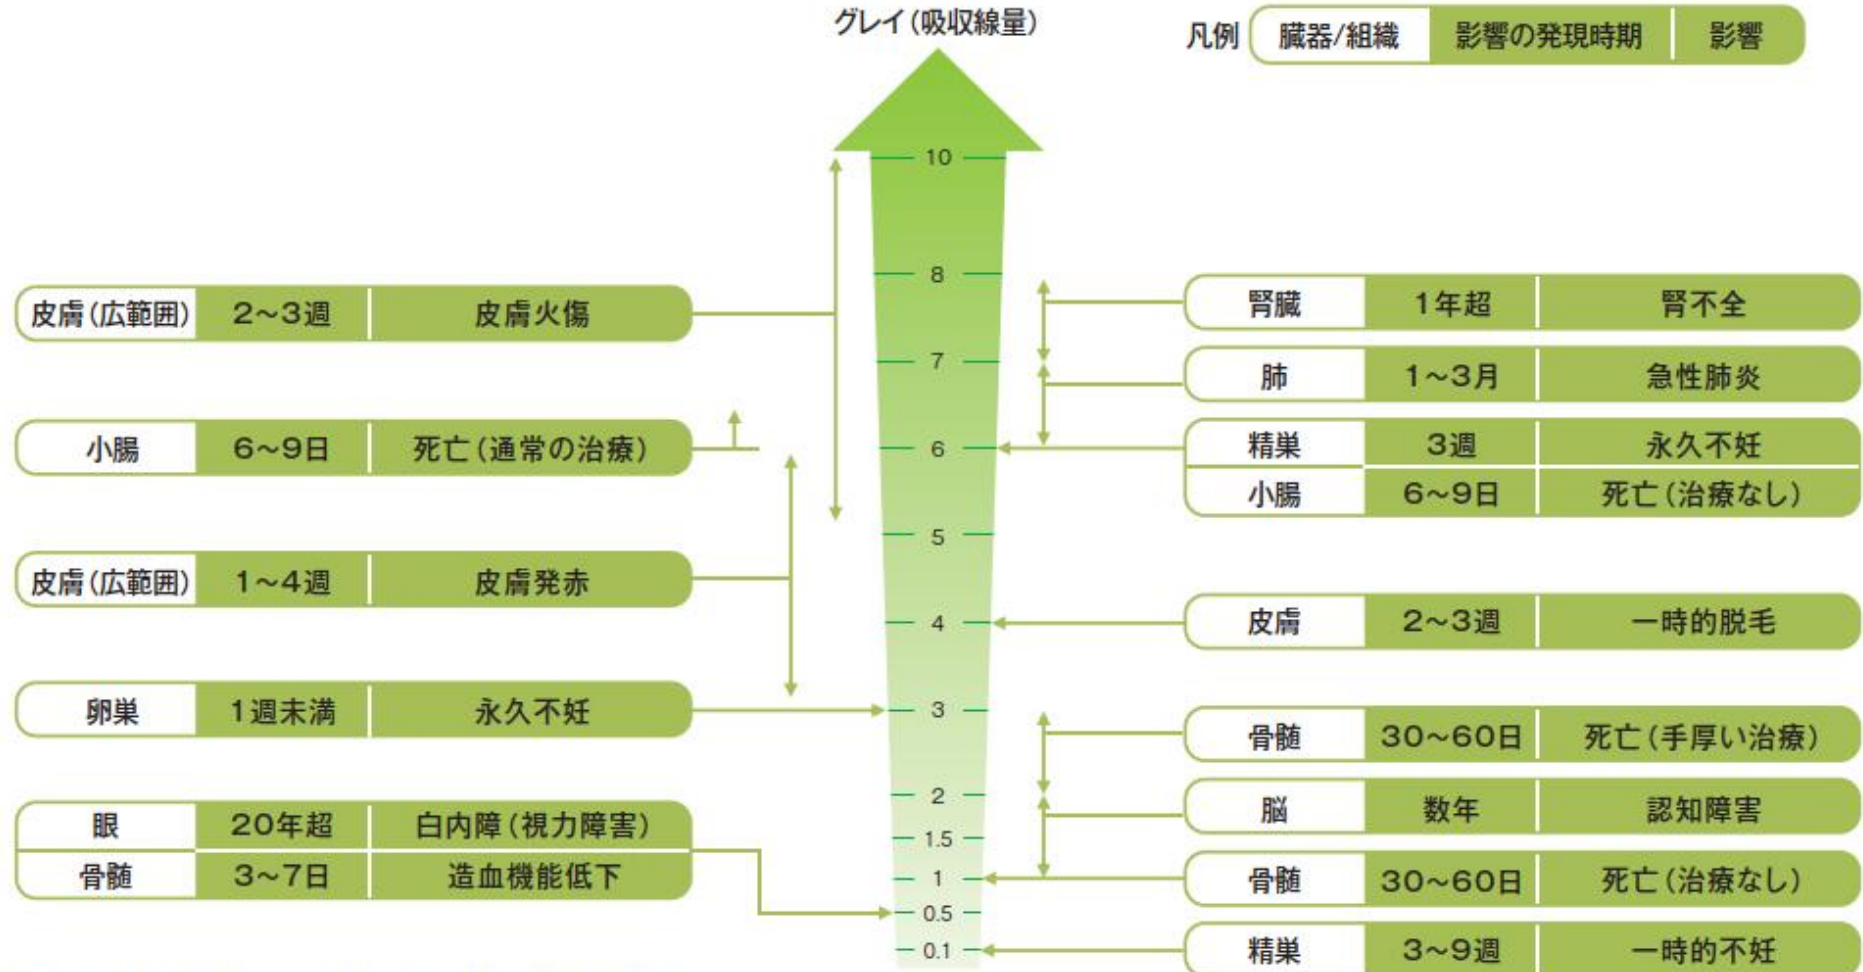 グレイ(吸収線量)
凡例 臓器/組織 影響の発現時期 影響
10
8
7
6
5
4
3
2
1.5
1
0.5
0.1
皮膚(広範囲) 2〜3週 皮膚火傷
小腸 6〜9日 死亡(通常の治療)
皮膚(広範囲) 1〜4週 皮膚発赤
卵巣 1週未満 永久不妊
眼 20年超 白内障(視力障害)
骨髄 3〜7日 造血機能低下
腎臓 1年超 腎不全
肺 1〜3月 急性肺炎
精巣 3週 永久不妊
小腸 6〜9日 死亡(治療なし)
皮膚 2〜3週 一時的脱毛
骨髄 30〜60日 死亡(手厚い治療)
脳 数年 認知障害
骨髄 30〜60日 死亡(治療なし)
精巣 3〜9週 一時的不妊